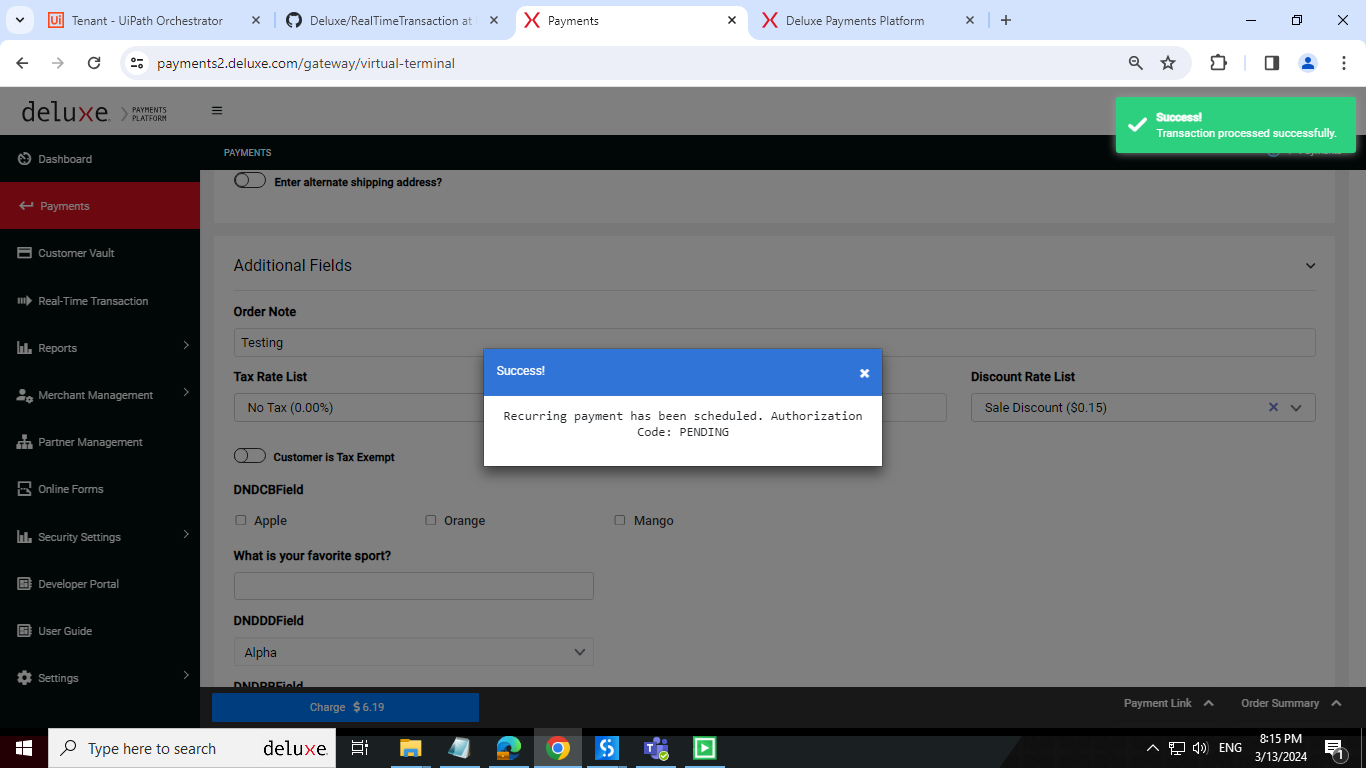 Tenant - UiPath Orchestrator
Deluxe/RealTimeTransaction at
Payments
Deluxe Payments Platform
payments2.deluxe.com/gateway/virtual-terminal
deluxe. PAYMENTS PLATFORM
Success!
Transaction processed successfully.
PAYMENTS
Dashboard
Payments
Customer Vault
Real-Time Transaction
Reports
Merchant Management
Partner Management
Online Forms
Security Settings
Developer Portal
User Guide
Settings
Enter alternate shipping address?
Additional Fields
Order Note
Testing
Tax Rate List
Discount Rate List
No Tax (0.00%)
Sale Discount ($0.15)
Success!
Recurring payment has been scheduled. Authorization
Code: PENDING
Customer is Tax Exempt
DNDCBField
Apple
Orange
Mango
What is your favorite sport?
DNDDDField
Alpha
Charge $ 6.19
Payment Link
Order Summary
Type here to search
deluxe.
ENG
8:15 PM
3/13/2024
1